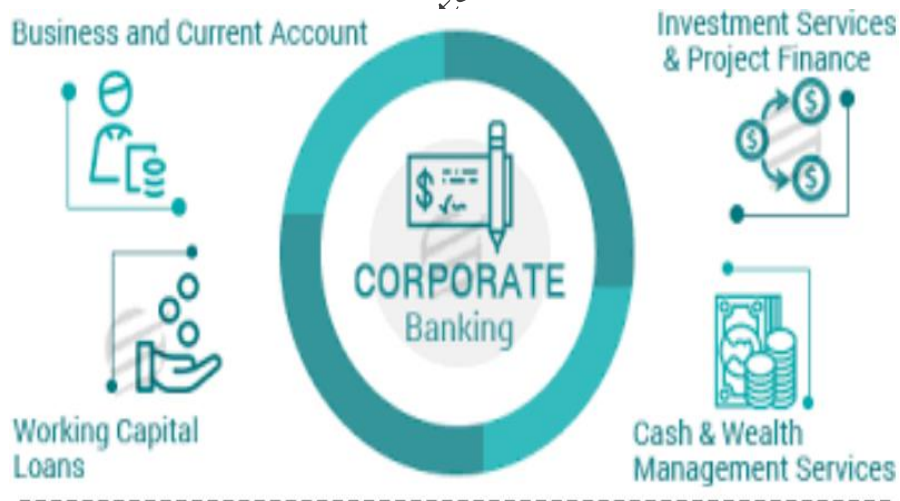 Business and Current Account
Investment Services
& Project Finance
$
$
$
$
CORPORATE
Banking
Working Capital
Loans
Cash & Wealth
Management Services